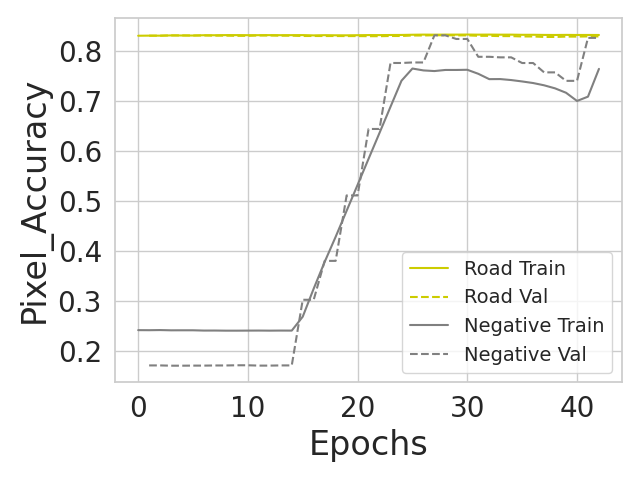 Pixel_Accuracy
0.8
0.7
0.6
0.5
0.4
0.3
0.2
0 10 20 30 40
Epochs
Road Train
Road Val
Negative Train
Negative Val